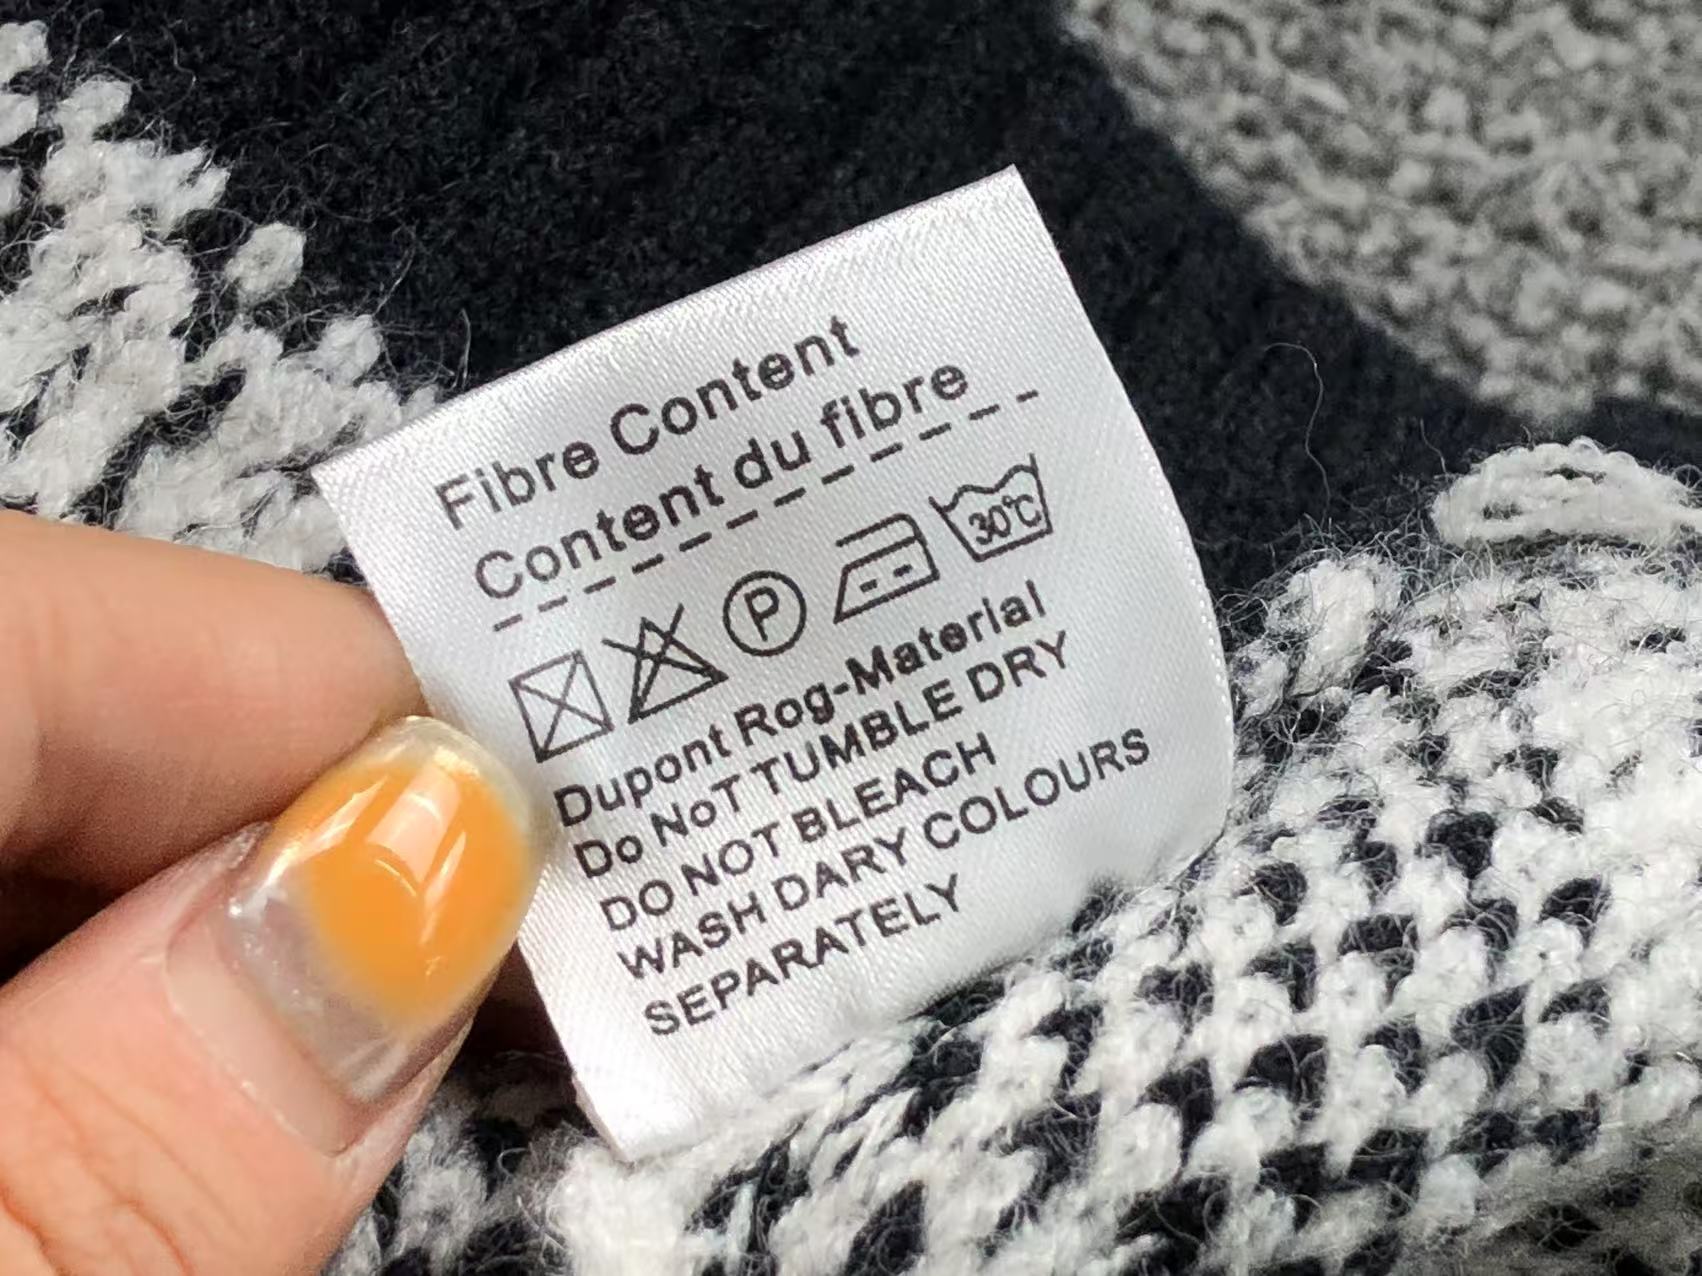 Fibre Content
Content du fibre
P
30℃
Dupont Rog-Material
Do NoT TUMBLE DRY
DO NOT BLEACH
WASH DARY COLOURS
SEPARATELY